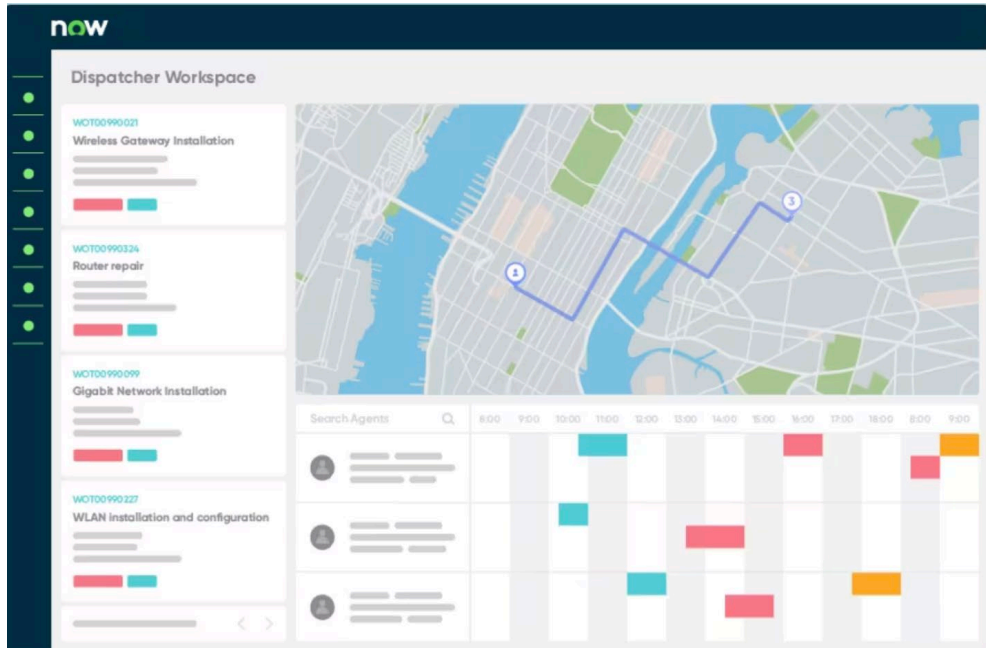 now
Dispatcher Workspace
WOT00990021
Wireless Gateway Installation
WOT00990324
Router repair
WOT00990099
Gigabit Network Installation
WOT00990227
WLAN installation and configuration
1
3
Search Agents
8:00 9:00 10:00 11:00 12:00 13:00 14:00 15:00 16:00 17:00 18:00 8:00 9:00